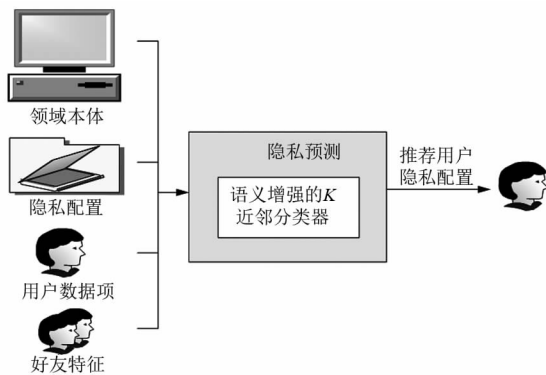 领域本体
隐私配置
用户数据项
好友特征
隐私预测
语义增强的K
近邻分类器
推荐用户
隐私配置